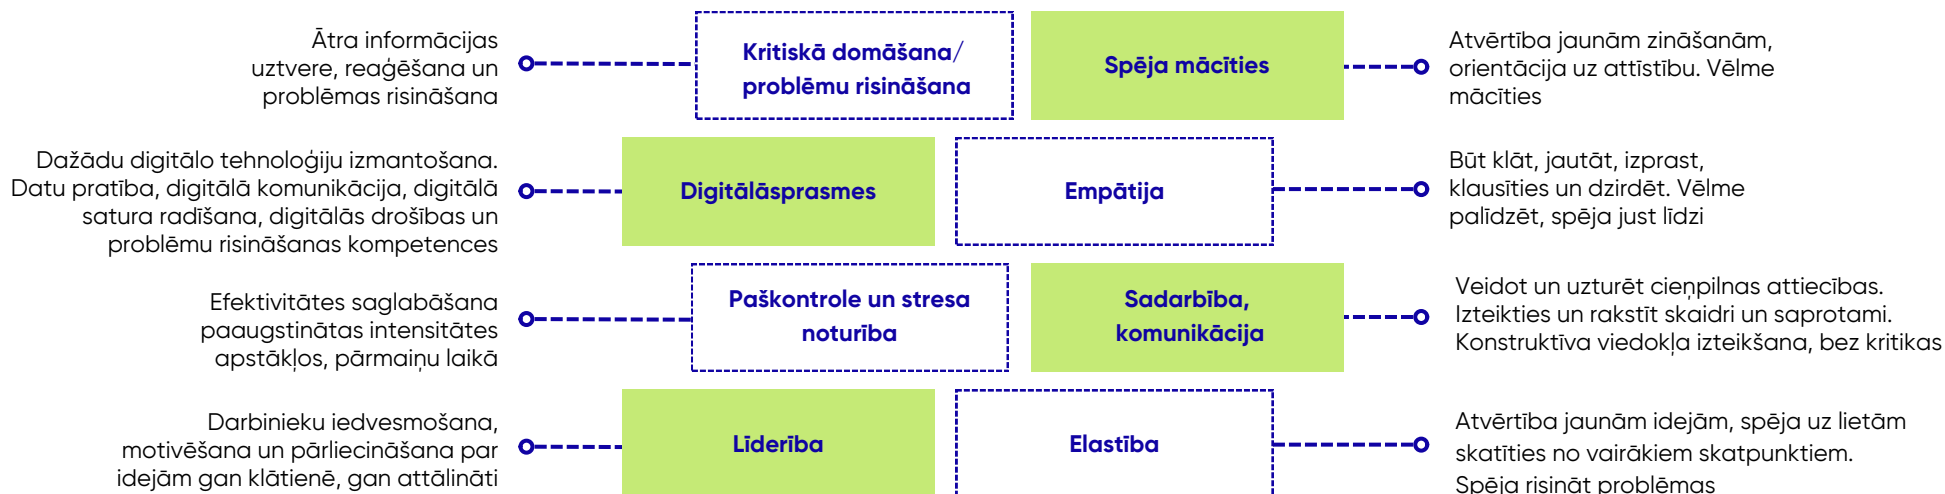 Ātra informācijas
uztvere, reaģēšana un
problēmas risināšana
Kritiskā domāšana/
problēmu risināšana
Spēja mācīties
Atvērtība jaunām zināšanām,
orientācija uz attīstību. Vēlme
mācīties
Dažādu digitālo tehnoloģiju izmantošana.
Datu pratība, digitālā komunikācija, digitālā
satura radīšana, digitālās drošības un
problēmu risināšanas kompetences
Digitālāsprasmes
Empātija
Būt klāt, jautāt, izprast,
klausīties un dzirdēt. Vēlme
palīdzēt, spēja just līdzi
Efektivitātes saglabāšana
paaugstinātas intensitātes
apstākļos, pārmaiņu laikā
Paškontrole un stresa
noturība
Sadarbība,
komunikācija
Veidot un uzturēt cieņpilnas attiecības.
Izteikties un rakstīt skaidri un saprotami.
Konstruktīva viedokļa izteikšana, bez kritikas
Darbinieku iedvesmošana,
motivēšana un pārliecināšana par
idejām gan klātienē, gan attālināti
Līderība
Elastība
Atvērtība jaunām idejām, spēja uz lietām
skatīties no vairākiem skatpunktiem.
Spēja risināt problēmas